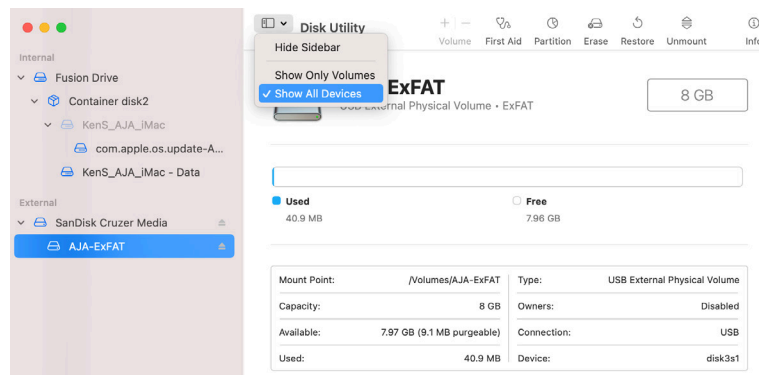 Disk Utility
Volume
First Aid
Partition
Erase
Restore
Unmount
Info
Hide Sidebar
Show Only Volumes
✓ Show All Devices
Internal
Fusion Drive
Container disk2
KenS_AJA_iMac
com.apple.os.update-A...
KenS_AJA_iMac - Data
External
SanDisk Cruzer Media
AJA-ExFAT
ExFAT
USB External Physical Volume • ExFAT
8 GB
Used
40.9 MB
Free
7.96 GB
Mount Point: /Volumes/AJA-ExFAT
Type: USB External Physical Volume
Capacity: 8 GB
Owners: Disabled
Available: 7.97 GB (9.1 MB purgeable)
Connection: USB
Used: 40.9 MB
Device: disk3s1